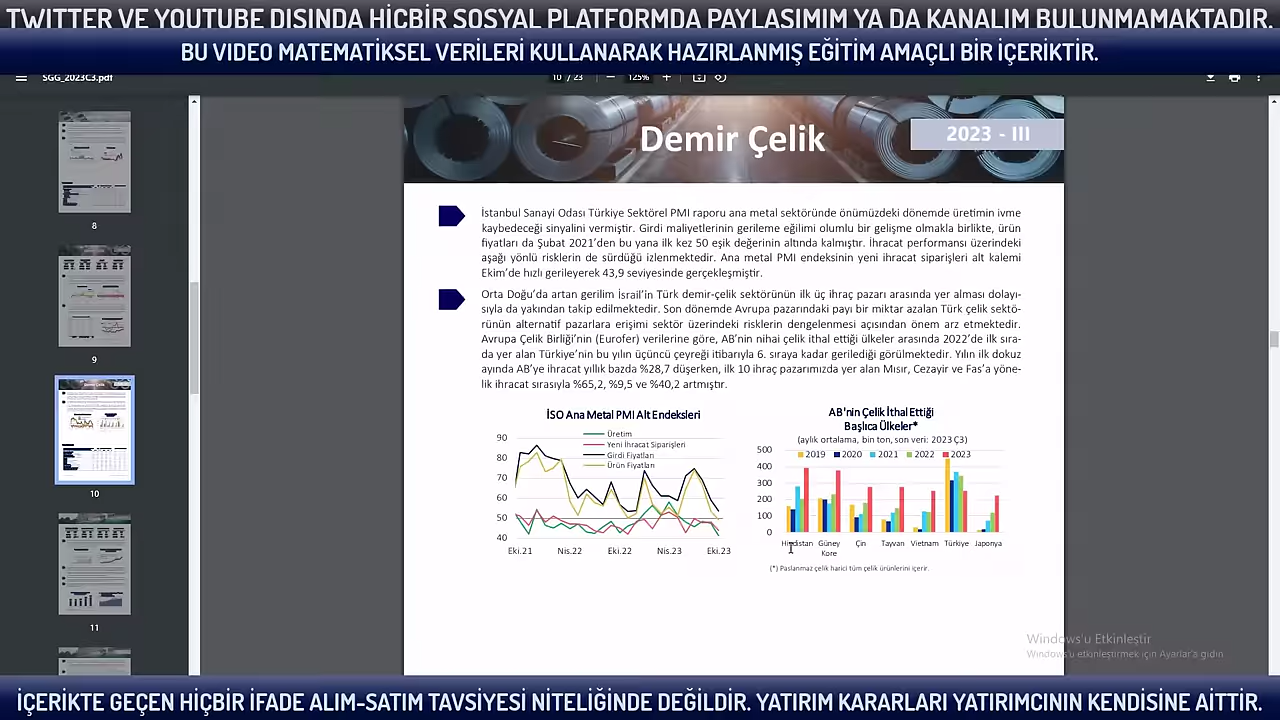 TWITTER VE YOUTUBE DISINDA HİCBİR SOSYAL PLATFORMDA PAYLASIMIM YA DA KANALIM BULUNMAMAKTADIR.
BU VIDEO MATEMATİKSEL VERİLERİ KULLANARAK HAZIRLANMIŞ EĞİTİM AMAÇLI BİR İÇERİKTİR.
SGG_2023C3.pdf
10 / 23
125%
8
9
10
11
Demir Çelik
2023 - III
İstanbul Sanayi Odası Türkiye Sektörel PMI raporu ana metal sektöründe önümüzdeki dönemde üretimin ivme
kaybedeceği sinyalini vermiştir. Girdi maliyetlerinin gerileme eğilimi olumlu bir gelişme olmakla birlikte, ürün
fiyatları da Şubat 2021'den bu yana ilk kez 50 eşik değerinin altında kalmıştır. İhracat performansı üzerindeki
aşağı yönlü risklerin de sürdüğü izlenmektedir. Ana metal PMI endeksinin yeni ihracat siparişleri alt kalemi
Ekim'de hızlı gerileyerek 43,9 seviyesinde gerçekleşmiştir.
Orta Doğu'da artan gerilim İsrail'in Türk demir-çelik sektörünün ilk üç ihraç pazarı arasında yer alması dolayı-
sıyla da yakından takip edilmektedir. Son dönemde Avrupa pazarındaki payı bir miktar azalan Türk çelik sektö-
rünün alternatif pazarlara erişimi sektör üzerindeki risklerin dengelenmesi açısından önem arz etmektedir.
Avrupa Çelik Birliği'nin (Eurofer) verilerine göre, AB'nin nihai çelik ithal ettiği ülkeler arasında 2022'de ilk sıra-
da yer alan Türkiye'nin bu yılın üçüncü çeyreği itibarıyla 6. sıraya kadar gerilediği görülmektedir. Yılın ilk dokuz
ayında AB'ye ihracat yıllık bazda %28,7 düşerken, ilk 10 ihraç pazarımızda yer alan Mısır, Cezayir ve Fas'a yöne-
lik ihracat sırasıyla %65,2, %9,5 ve %40,2 artmıştır.
İSO Ana Metal PMI Alt Endeksleri
Üretim
Yeni İhracat Siparişleri
Girdi Fiyatları
Ürün Fiyatları
90
80
70
60
50
40
Eki.21 Nis.22 Eki.22 Nis.23 Eki.23
AB'nin Çelik İthal Ettiği
Başlıca Ülkeler*
(aylık ortalama, bin ton, son veri: 2023 Ç3)
2019 2020 2021 2022 2023
500
400
300
200
100
0
Hindistan Güney Çin Tayvan Vietnam Türkiye Japonya
Kore
(*) Paslanmaz çelik harici tüm çelik ürünlerini içerir.
Windows'u Etkinleştir
Windows'u etkinleştirmek için Ayarlar'a gidin
İÇERİKTE GEÇEN HİÇBİR İFADE ALIM-SATIM TAVSİYESİ NİTELİĞİNDE DEĞİLDİR. YATIRIM KARARLARI YATIRIMCININ KENDİSİNE AİTTİR.